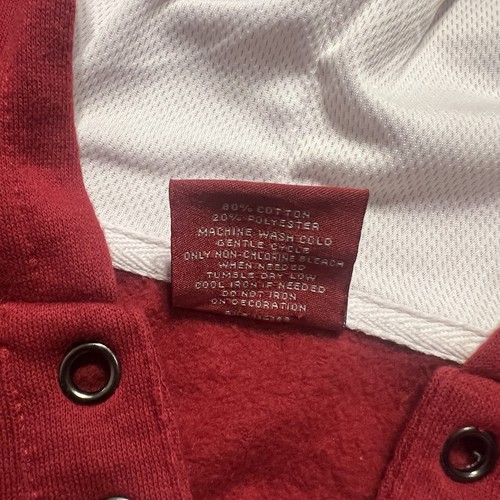 80% COTTON
20% POLYESTER
MACHINE WASH COLD
GENTLE CYCLE
ONLY NON-CHLORINE BLEACH
WHEN NEEDED
TUMBLE DRY LOW
COOL IRON IF NEEDED
DO NOT IRON
ON DECORATION